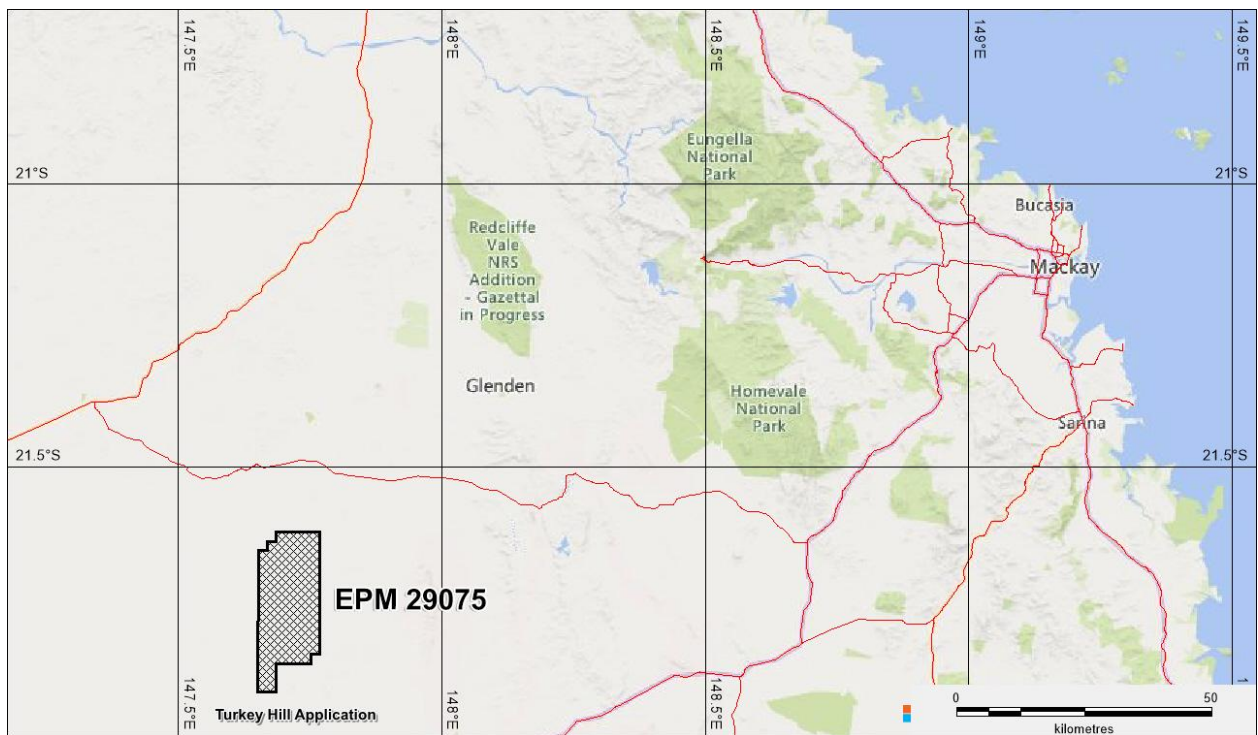 147.5°E
148°E
148.5°E
149°E
149.5°E
Eungella
National
Park
21°S
21°S
Bucasia
Redcliffe
Vale
NRS
Addition
- Gazettal
in Progress
Mackay
Glenden
Homevale
National
Park
Sarina
21.5°S
21.5°S
EPM 29075
147.5°E
148°E
148.5°E
1
Turkey Hill Application
0
50
kilometres